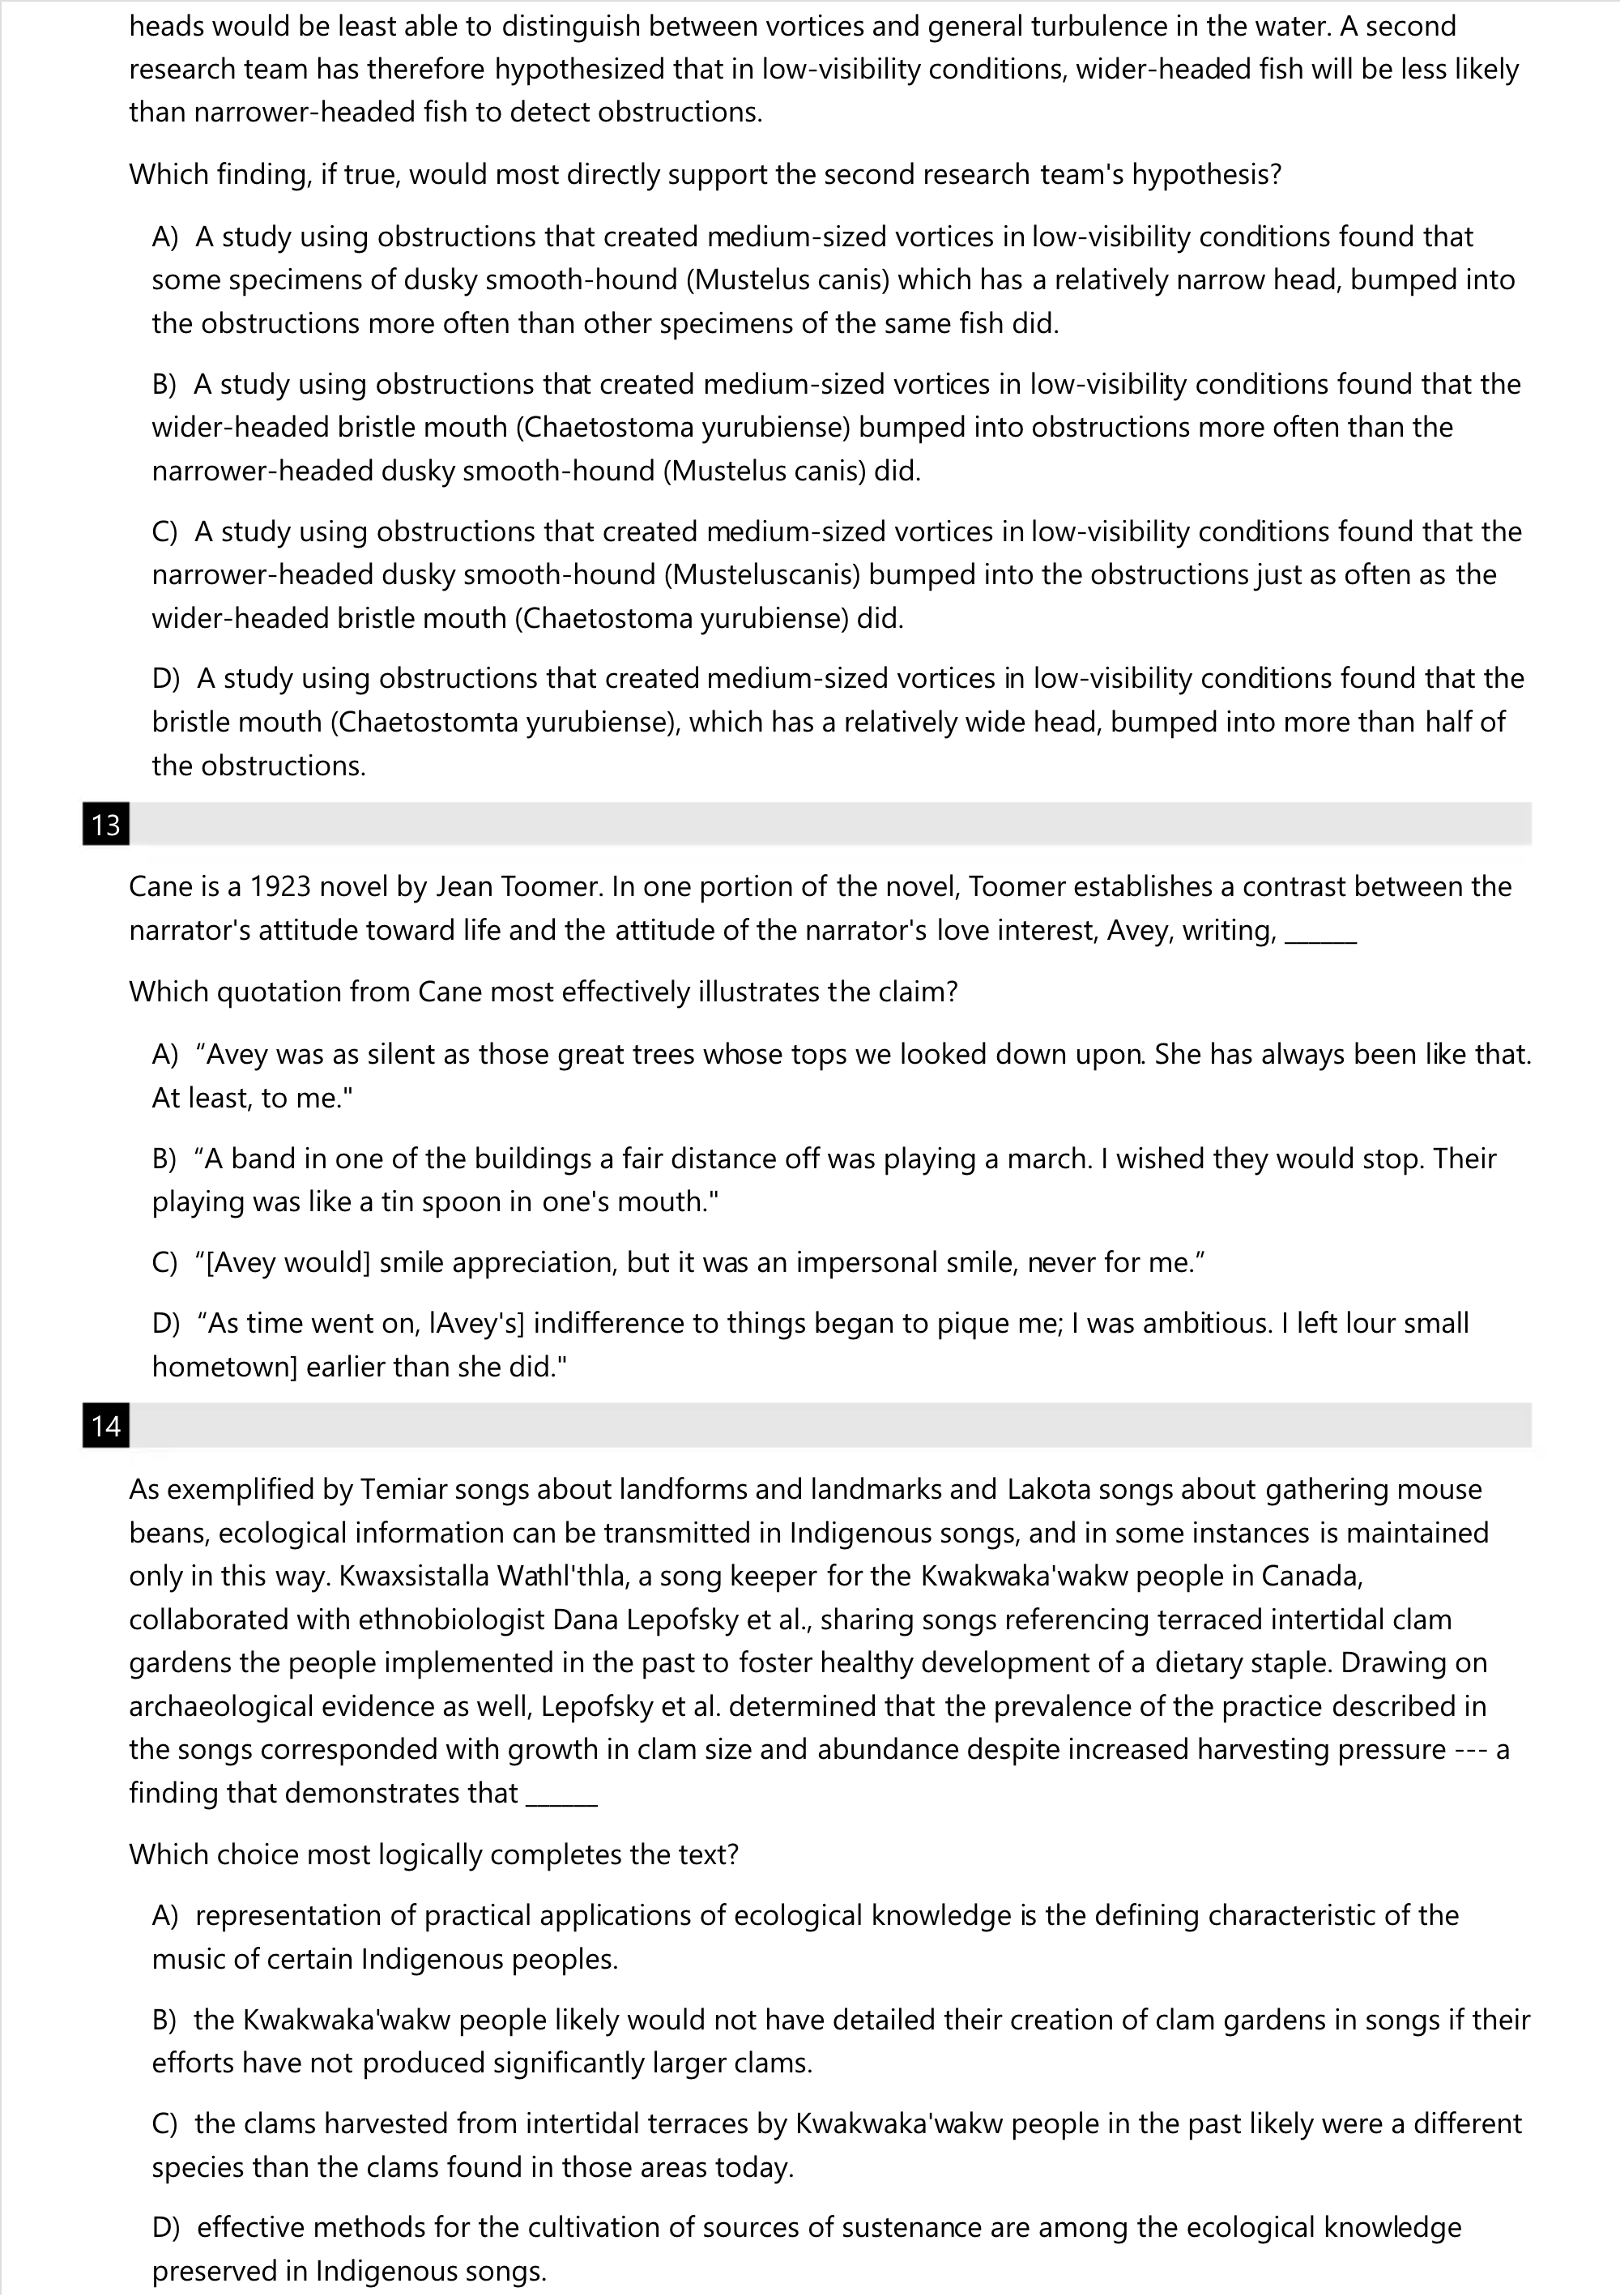 heads would be least able to distinguish between vortices and general turbulence in the water. A second
research team has therefore hypothesized that in low-visibility conditions, wider-headed fish will be less likely
than narrower-headed fish to detect obstructions.
Which finding, if true, would most directly support the second research team's hypothesis?
A) A study using obstructions that created medium-sized vortices in low-visibility conditions found that
some specimens of dusky smooth-hound (Mustelus canis) which has a relatively narrow head, bumped into
the obstructions more often than other specimens of the same fish did.
B) A study using obstructions that created medium-sized vortices in low-visibility conditions found that the
wider-headed bristle mouth (Chaetostoma yurubiense) bumped into obstructions more often than the
narrower-headed dusky smooth-hound (Mustelus canis) did.
C) A study using obstructions that created medium-sized vortices in low-visibility conditions found that the
narrower-headed dusky smooth-hound (Musteluscanis) bumped into the obstructions just as often as the
wider-headed bristle mouth (Chaetostoma yurubiense) did.
D) A study using obstructions that created medium-sized vortices in low-visibility conditions found that the
bristle mouth (Chaetostomta yurubiense), which has a relatively wide head, bumped into more than half of
the obstructions.
13
Cane is a 1923 novel by Jean Toomer. In one portion of the novel, Toomer establishes a contrast between the
narrator's attitude toward life and the attitude of the narrator's love interest, Avey, writing, ______
Which quotation from Cane most effectively illustrates the claim?
A) “Avey was as silent as those great trees whose tops we looked down upon. She has always been like that.
At least, to me."
B) “A band in one of the buildings a fair distance off was playing a march. I wished they would stop. Their
playing was like a tin spoon in one's mouth."
C) “[Avey would] smile appreciation, but it was an impersonal smile, never for me.”
D) “As time went on, lAvey's] indifference to things began to pique me; I was ambitious. I left lour small
hometown] earlier than she did."
14
As exemplified by Temiar songs about landforms and landmarks and Lakota songs about gathering mouse
beans, ecological information can be transmitted in Indigenous songs, and in some instances is maintained
only in this way. Kwaxsistalla Wathl'thla, a song keeper for the Kwakwaka'wakw people in Canada,
collaborated with ethnobiologist Dana Lepofsky et al., sharing songs referencing terraced intertidal clam
gardens the people implemented in the past to foster healthy development of a dietary staple. Drawing on
archaeological evidence as well, Lepofsky et al. determined that the prevalence of the practice described in
the songs corresponded with growth in clam size and abundance despite increased harvesting pressure --- a
finding that demonstrates that ______
Which choice most logically completes the text?
A) representation of practical applications of ecological knowledge is the defining characteristic of the
music of certain Indigenous peoples.
B) the Kwakwaka'wakw people likely would not have detailed their creation of clam gardens in songs if their
efforts have not produced significantly larger clams.
C) the clams harvested from intertidal terraces by Kwakwaka'wakw people in the past likely were a different
species than the clams found in those areas today.
D) effective methods for the cultivation of sources of sustenance are among the ecological knowledge
preserved in Indigenous songs.